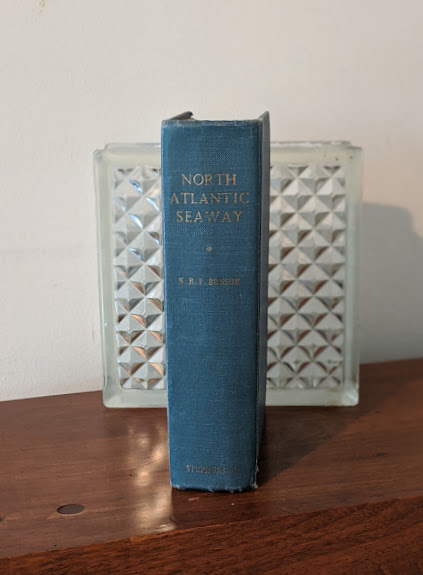 NORTH
ATLANTIC
SEAWAY
N. R. P. BONSOR